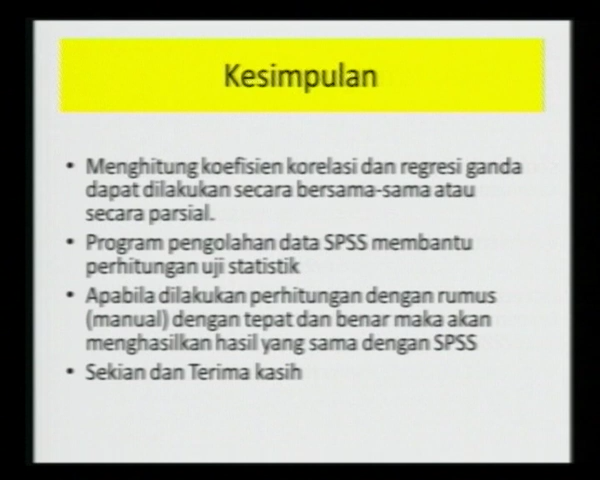 Kesimpulan
• Menghitung koefisien korelasi dan regresi ganda
dapat dilakukan secara bersama-sama atau
secara parsial.
• Program pengolahan data SPSS membantu
perhitungan uji statistik
• Apabila dilakukan perhitungan dengan rumus
(manual) dengan tepat dan benar maka akan
menghasilkan hasil yang sama dengan SPSS
• Sekian dan Terima kasih